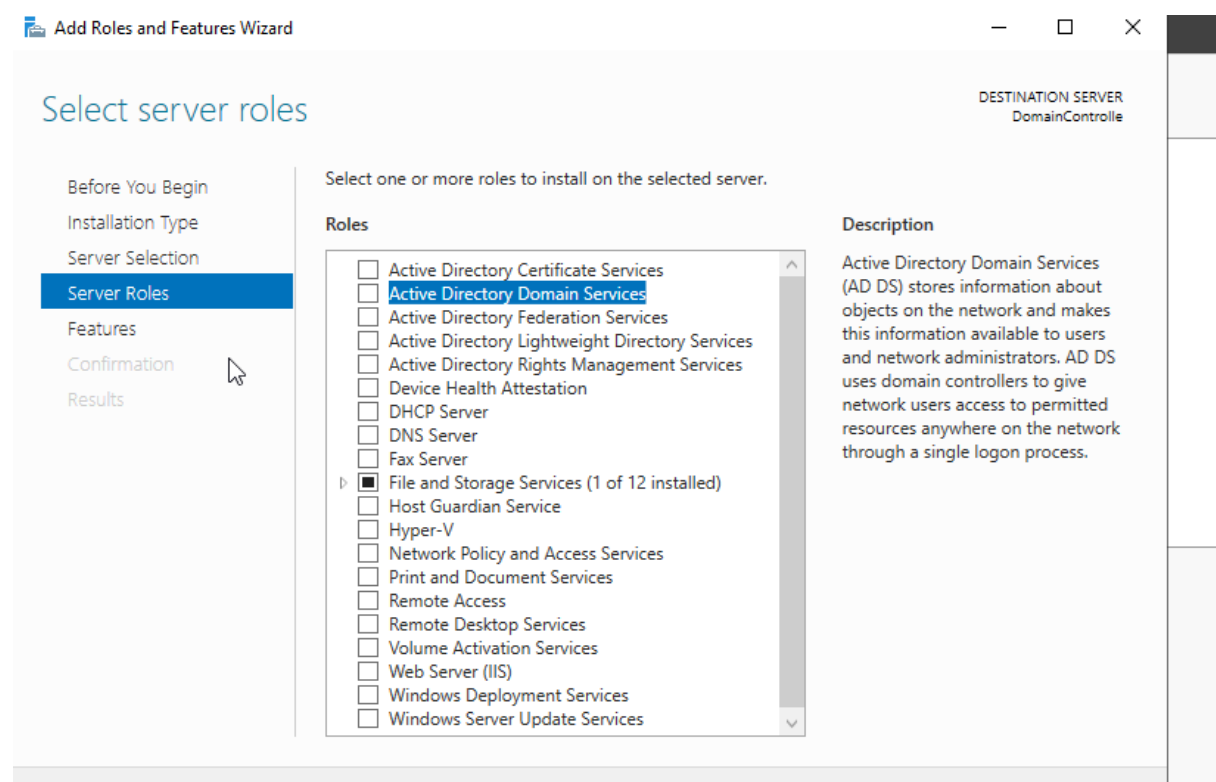 Add Roles and Features Wizard
Select server roles
DESTINATION SERVER
DomainControlle
Before You Begin
Installation Type
Server Selection
Server Roles
Features
Confirmation
Results
Select one or more roles to install on the selected server.
Roles
Active Directory Certificate Services
Active Directory Domain Services
Active Directory Federation Services
Active Directory Lightweight Directory Services
Active Directory Rights Management Services
Device Health Attestation
DHCP Server
DNS Server
Fax Server
File and Storage Services (1 of 12 installed)
Host Guardian Service
Hyper-V
Network Policy and Access Services
Print and Document Services
Remote Access
Remote Desktop Services
Volume Activation Services
Web Server (IIS)
Windows Deployment Services
Windows Server Update Services
Description
Active Directory Domain Services
(AD DS) stores information about
objects on the network and makes
this information available to users
and network administrators. AD DS
uses domain controllers to give
network users access to permitted
resources anywhere on the network
through a single logon process.